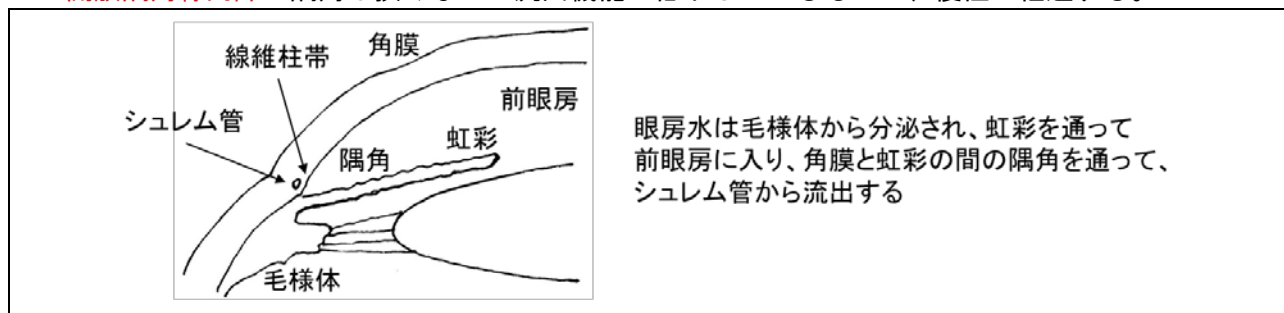 角膜
線維柱帯
前眼房
シュレム管
虹彩
隅角
毛様体
眼房水は毛様体から分泌され、虹彩を通って
前眼房に入り、角膜と虹彩の間の隅角を通って、
シュレム管から流出する